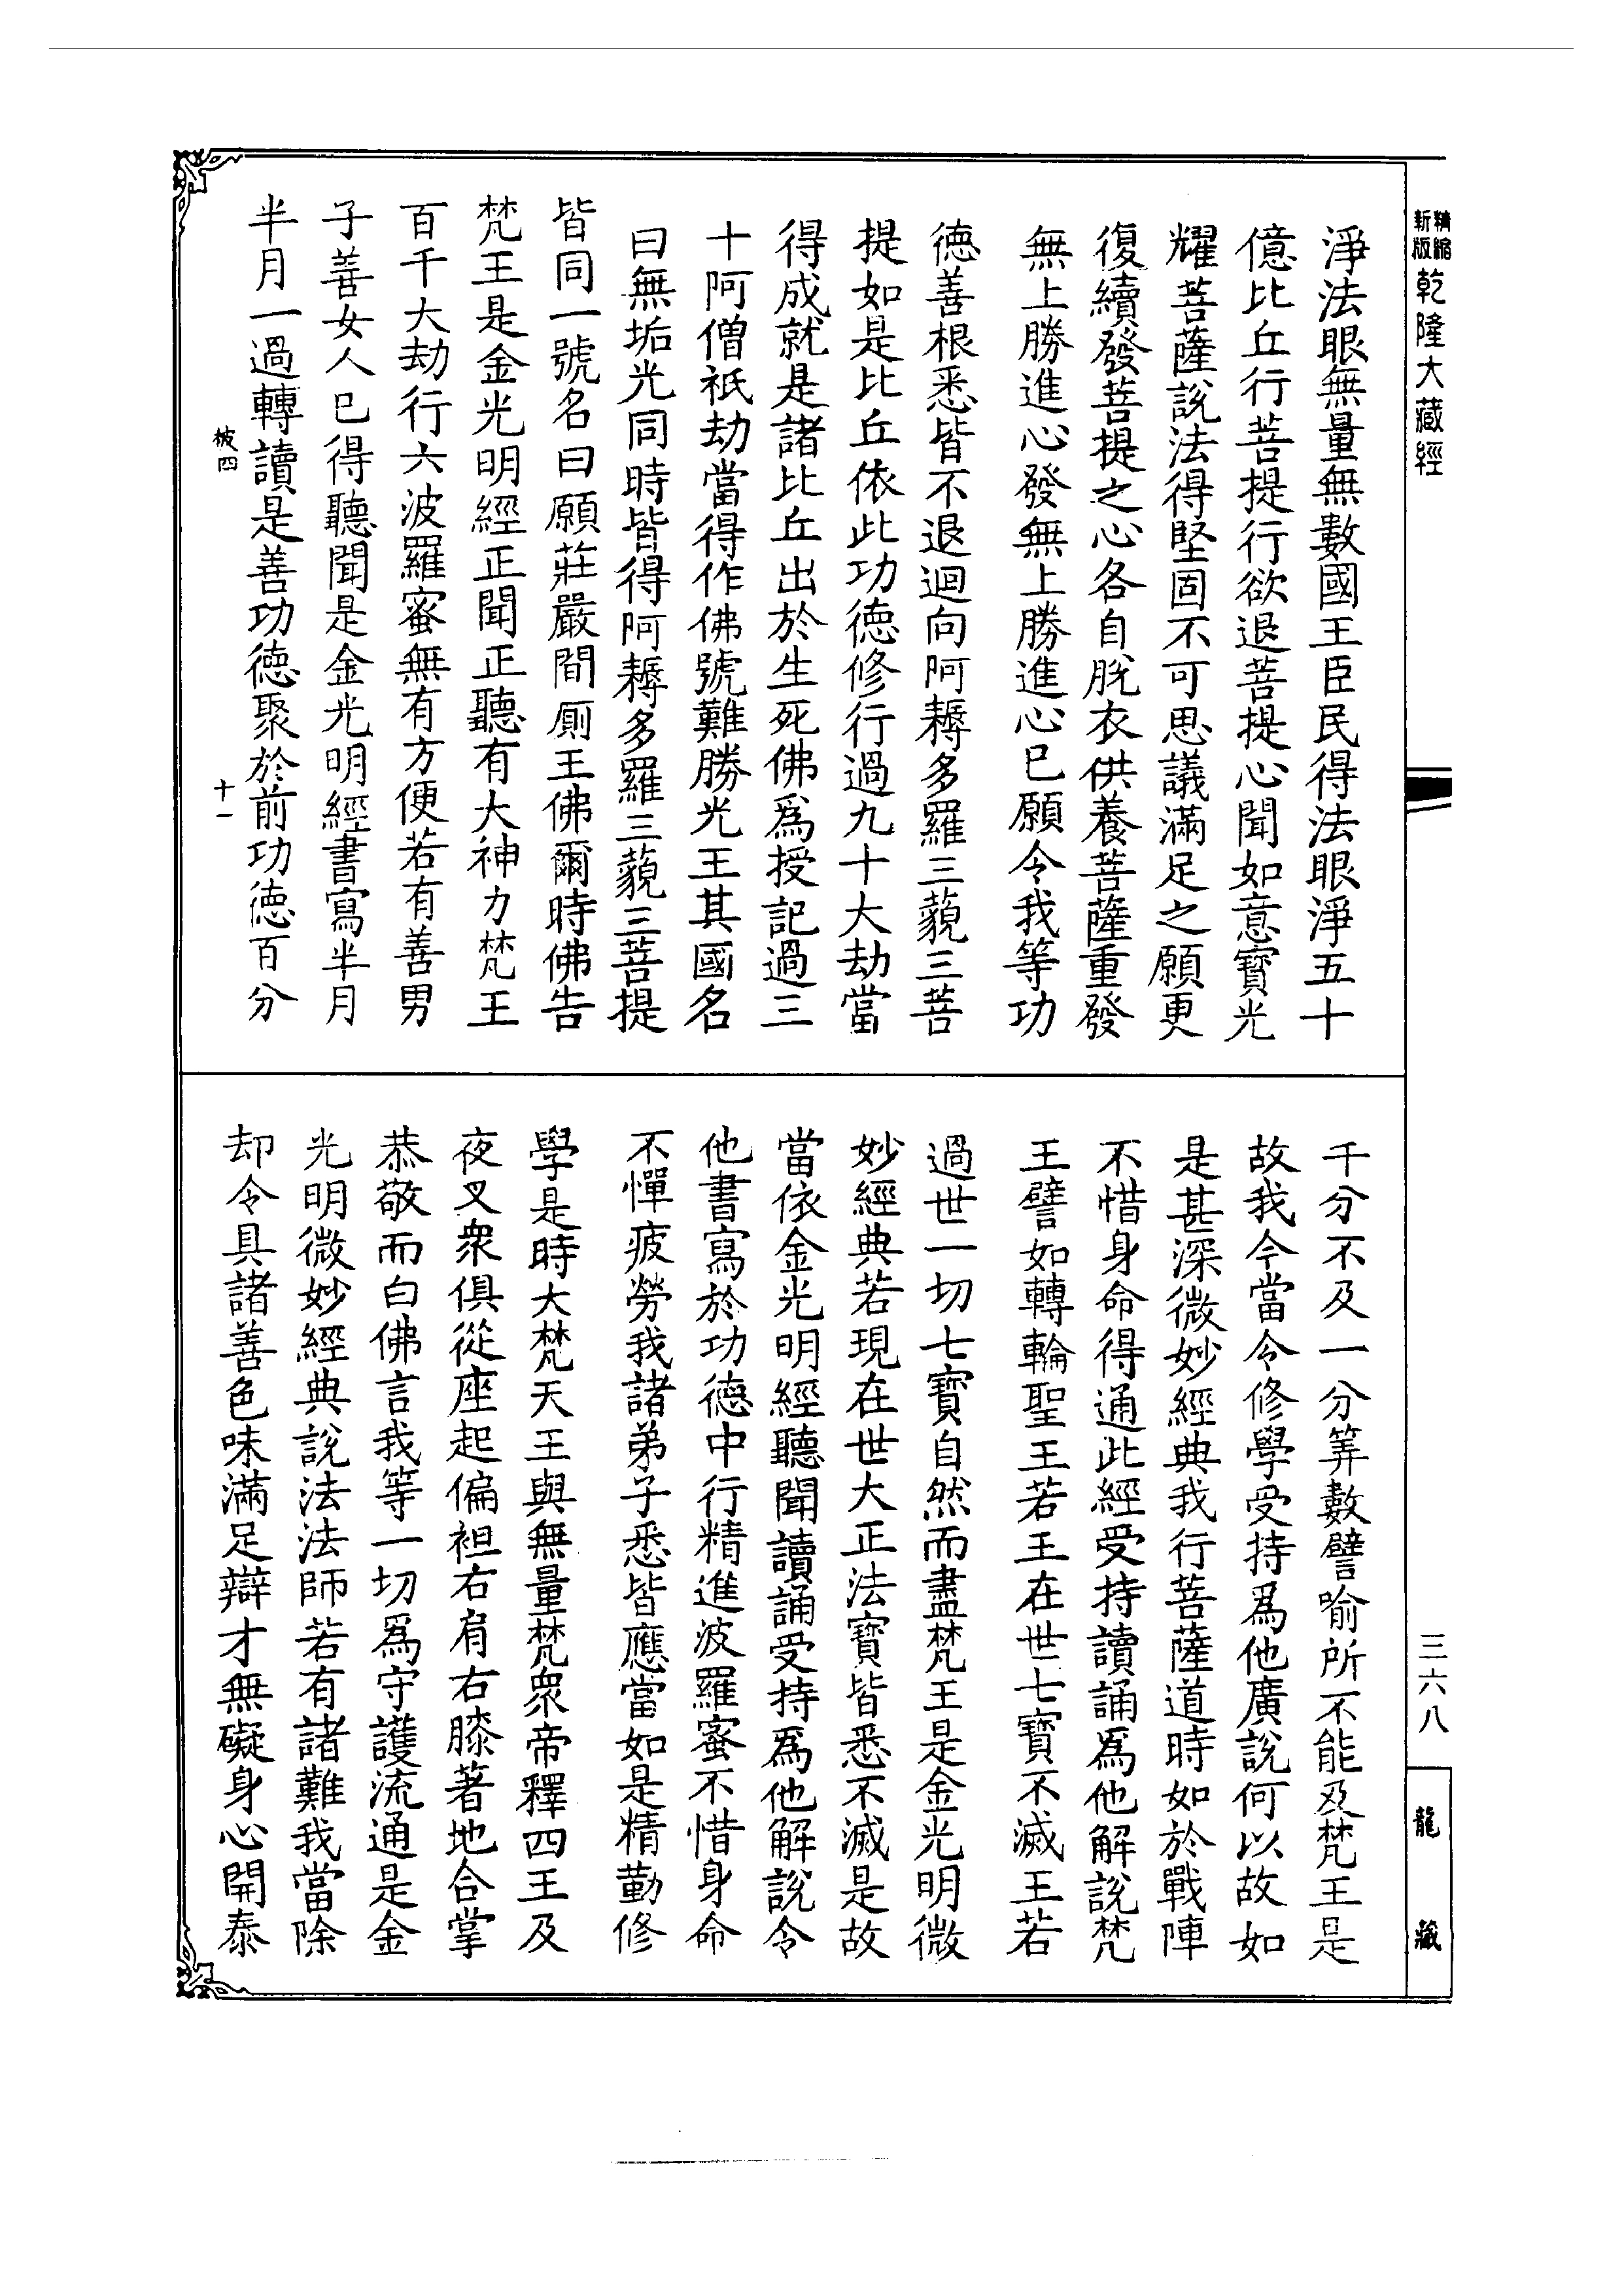 精縮新版乾隆大藏經
淨法眼無量無數國王臣民得法眼淨五十
億比丘行菩提行欲退菩提心聞如意寶光
耀菩薩說法得堅固不可思議滿足之願更
復續發菩提之心各自脫衣供養菩薩重發
無上勝進心發無上勝進心已願令我等功
德善根悉皆不退迴向阿耨多羅三藐三菩
提如是比丘依此功德修行過九十大劫當
得成就是諸比丘出於生死佛爲授記過三
十阿僧祇劫當得作佛號難勝光王其國名
曰無垢光同時皆得阿耨多羅三藐三菩提
皆同一號名曰願莊嚴間厠王佛爾時佛告
梵王是金光明經正聞正聽有大神力梵王
百千大劫行六波羅蜜無有方便若有善男
子善女人已得聽聞是金光明經書寫半月
半月一過轉讀是善功德聚於前功德百分
被四
十一
千分不及一分筭數譬喻所不能及梵王是
故我今當令修學受持爲他廣說何以故如
是甚深微妙經典我行菩薩道時如於戰陣
不惜身命得通此經受持讀誦爲他解說梵
王譬如轉輪聖王若王在世七寶不滅王若
過世一切七寶自然而盡梵王是金光明微
妙經典若現在世大正法寶皆悉不滅是故
當依金光明經聽聞讀誦受持爲他解說令
他書寫於功德中行精進波羅蜜不惜身命
不憚疲勞我諸弟子悉皆應當如是精勤修
學是時大梵天王與無量梵眾帝釋四王及
夜叉衆俱從座起偏袒右肩右膝著地合掌
恭敬而白佛言我等一切爲守護流通是金
光明微妙經典說法法師若有諸難我當除
却令具諸善色味滿足辯才無礙身心開泰
三六八
龍藏